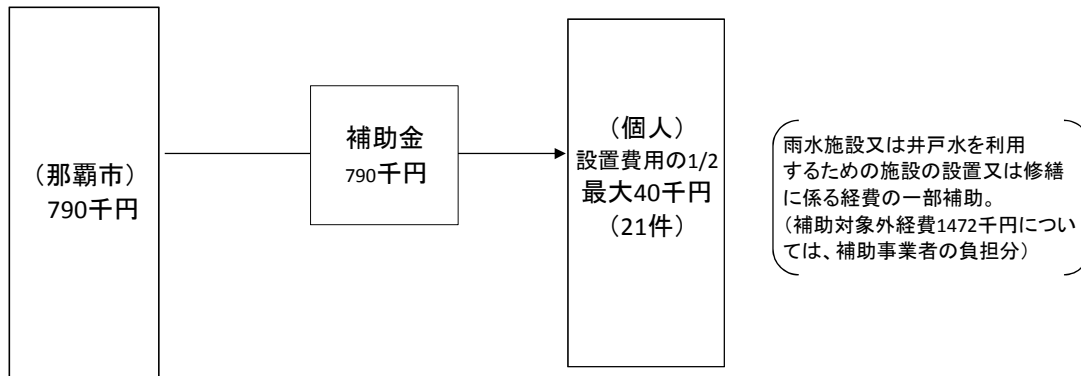 （那覇市）
790千円
補助金
790千円
（個人）
設置費用の1/2
最大40千円
（21件）
雨水施設又は井戸水を利用
するための施設の設置又は修繕
に係る経費の一部補助。
（補助対象外経費1472千円につい
ては、補助事業者の負担分）